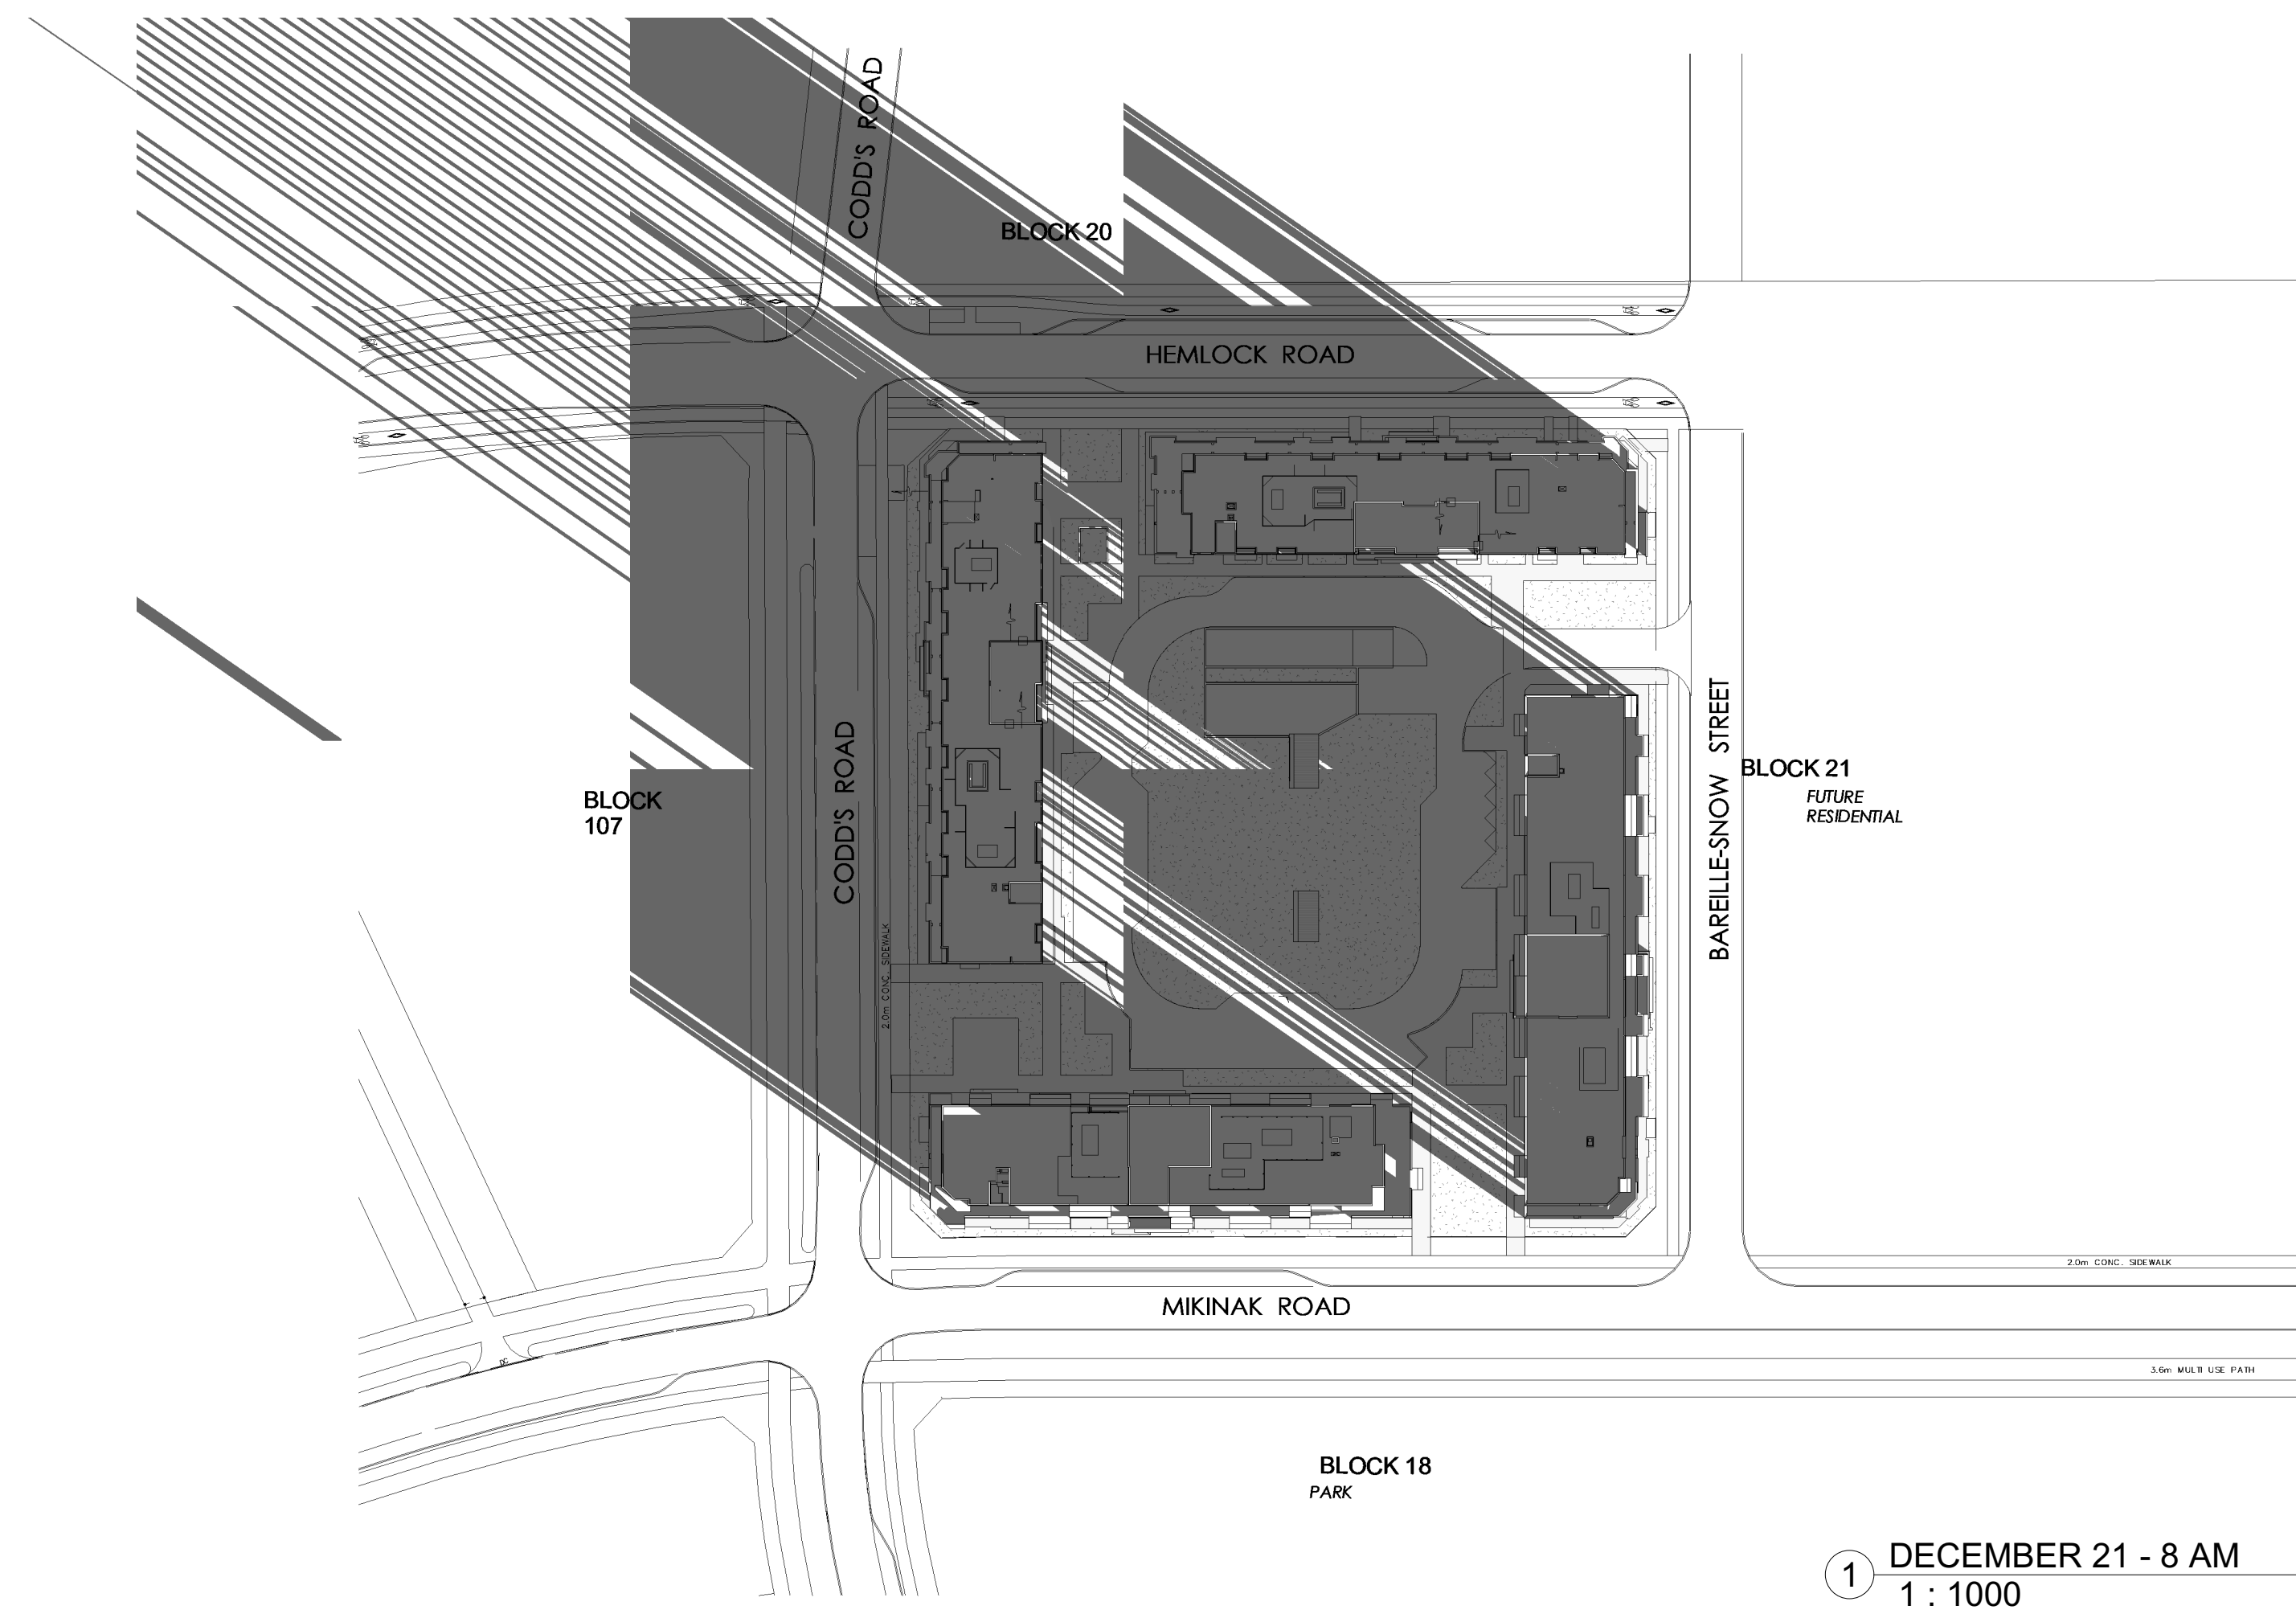 CODD'S ROAD
BLOCK 20
HEMLOCK ROAD
BLOCK
107
CODD'S ROAD
2.0m CONC. SIDEWALK
BAREILLE-SNOW STREET
BLOCK 21
FUTURE
RESIDENTIAL
2.0m CONC. SIDEWALK
MIKINAK ROAD
DC
3.6m MULTI USE PATH
BLOCK 18
PARK
1
DECEMBER 21 - 8 AM
1 : 1000